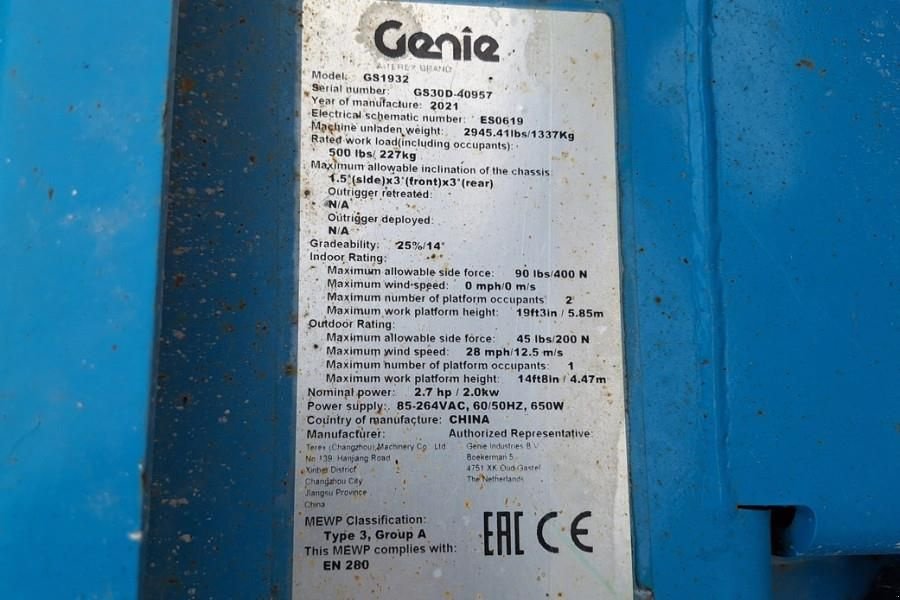 Genie
A TEREX BRAND
Model: GS1932
Serial number: GS30D-40957
Year of manufacture: 2021
Electrical schematic number: ES0619
Machine unladen weight: 2945.41lbs/1337Kg
Rated work load(including occupants):
500 lbs/ 227kg
Maximum allowable inclination of the chassis:
1.5°(side)x3°(front)x3°(rear)
Outrigger retreated:
N/A
Outrigger deployed:
N/A
Gradeability: 25%/14°
Indoor Rating:
Maximum allowable side force: 90 lbs/400 N
Maximum wind-speed: 0 mph/0 m/s
Maximum number of platform occupants: 2
Maximum work platform height: 19ft3in / 5.85m
Outdoor Rating:
Maximum allowable side force: 45 lbs/200 N
Maximum wind speed: 28 mph/12.5 m/s
Maximum number of platform occupants: 1
Maximum work platform height: 14ft8in / 4.47m
Nominal power: 2.7 hp / 2.0kw
Power supply: 85-264VAC, 60/50HZ, 650W
Country of manufacture: CHINA
Manufacturer: Authorized Representative:
Terex (Changzhou) Machinery Co. Ltd Genie Industries B.V
No 139 Hanjiang Road Boekerman 5
Xinbei District 4751 XK Oud Gastel
Changzhou City The Netherlands
Jiangsu Province
China
MEWP Classification:
Type 3, Group A
This MEWP complies with:
EN 280
EAC CE